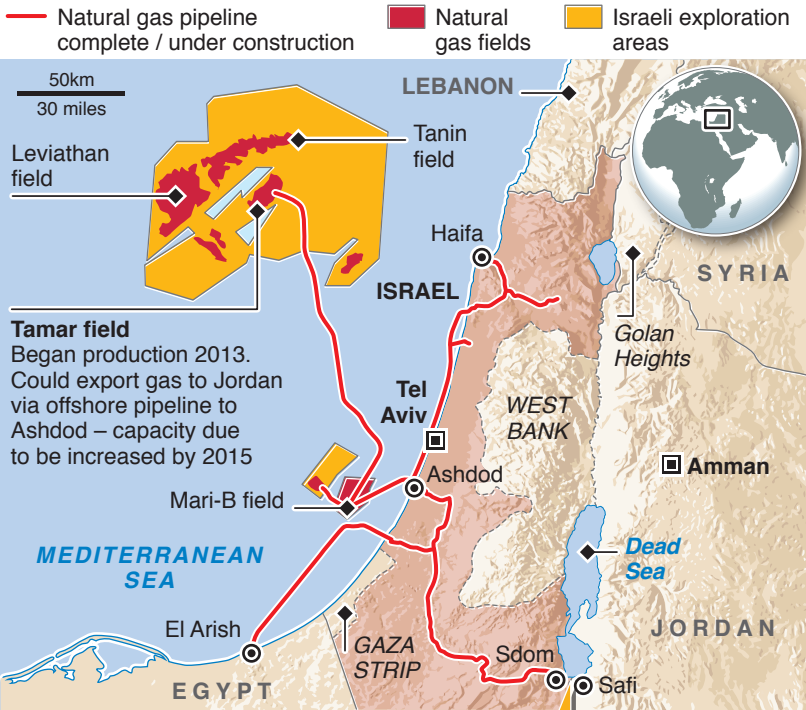 Natural gas pipeline
complete / under construction
Natural
gas fields
Israeli exploration
areas
50km
30 miles
LEBANON
Leviathan
field
Tanin
field
Haifa
ISRAEL
SYRIA
Golan
Heights
Tamar field
Began production 2013.
Could export gas to Jordan
via offshore pipeline to
Ashdod – capacity due
to be increased by 2015
Tel
Aviv
WEST
BANK
Amman
Ashdod
Mari-B field
MEDITERRANEAN
SEA
Dead
Sea
El Arish
GAZA
STRIP
Sdom
JORDAN
Safi
EGYPT